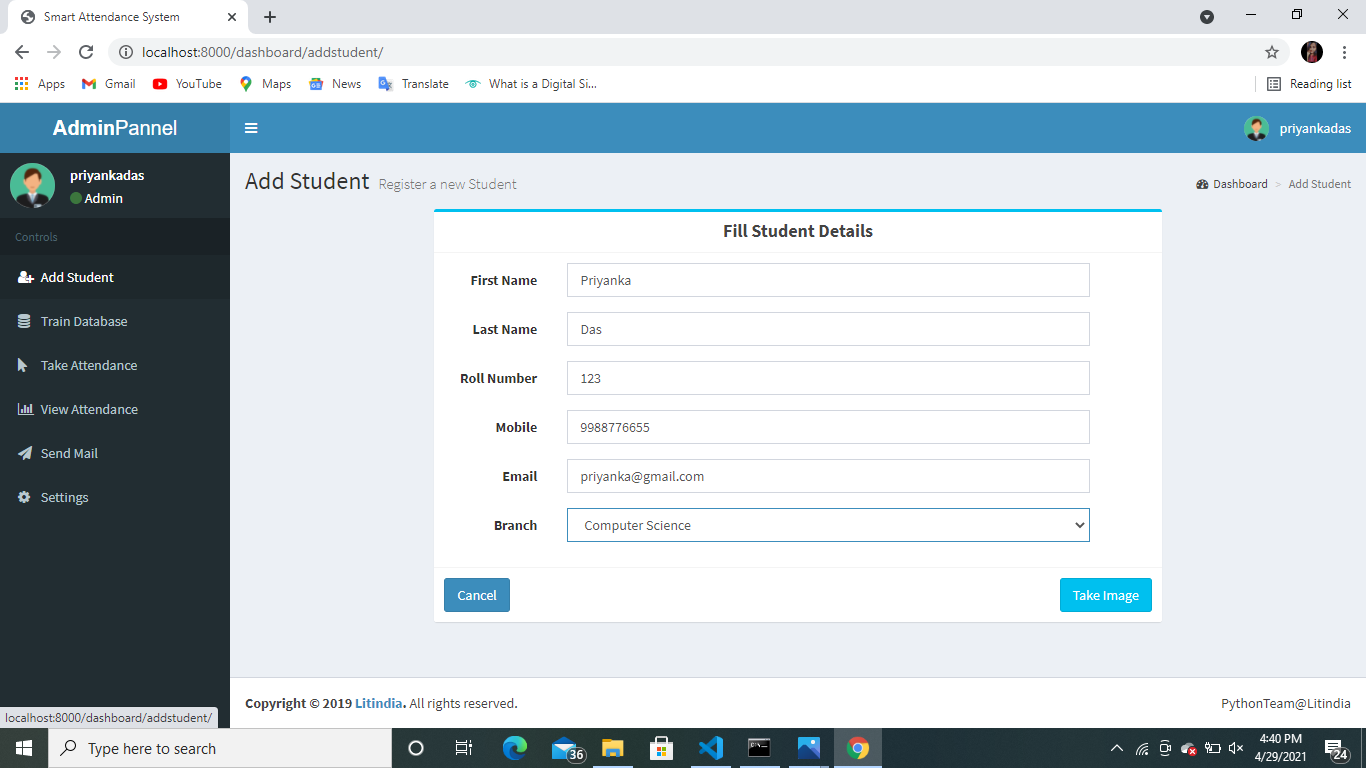 Smart Attendance System
localhost:8000/dashboard/addstudent/
Apps Gmail YouTube Maps News Translate What is a Digital Si... Reading list
AdminPannel priyankadas
priyankadas
Admin
Add Student Register a new Student Dashboard > Add Student
Controls
Add Student
Train Database
Take Attendance
View Attendance
Send Mail
Settings
Fill Student Details
First Name Priyanka
Last Name Das
Roll Number 123
Mobile 9988776655
Email priyanka@gmail.com
Branch Computer Science
Cancel Take Image
Copyright © 2019 Litindia. All rights reserved. PythonTeam@Litindia
localhost:8000/dashboard/addstudent/
Type here to search
36
4:40 PM
4/29/2021
24